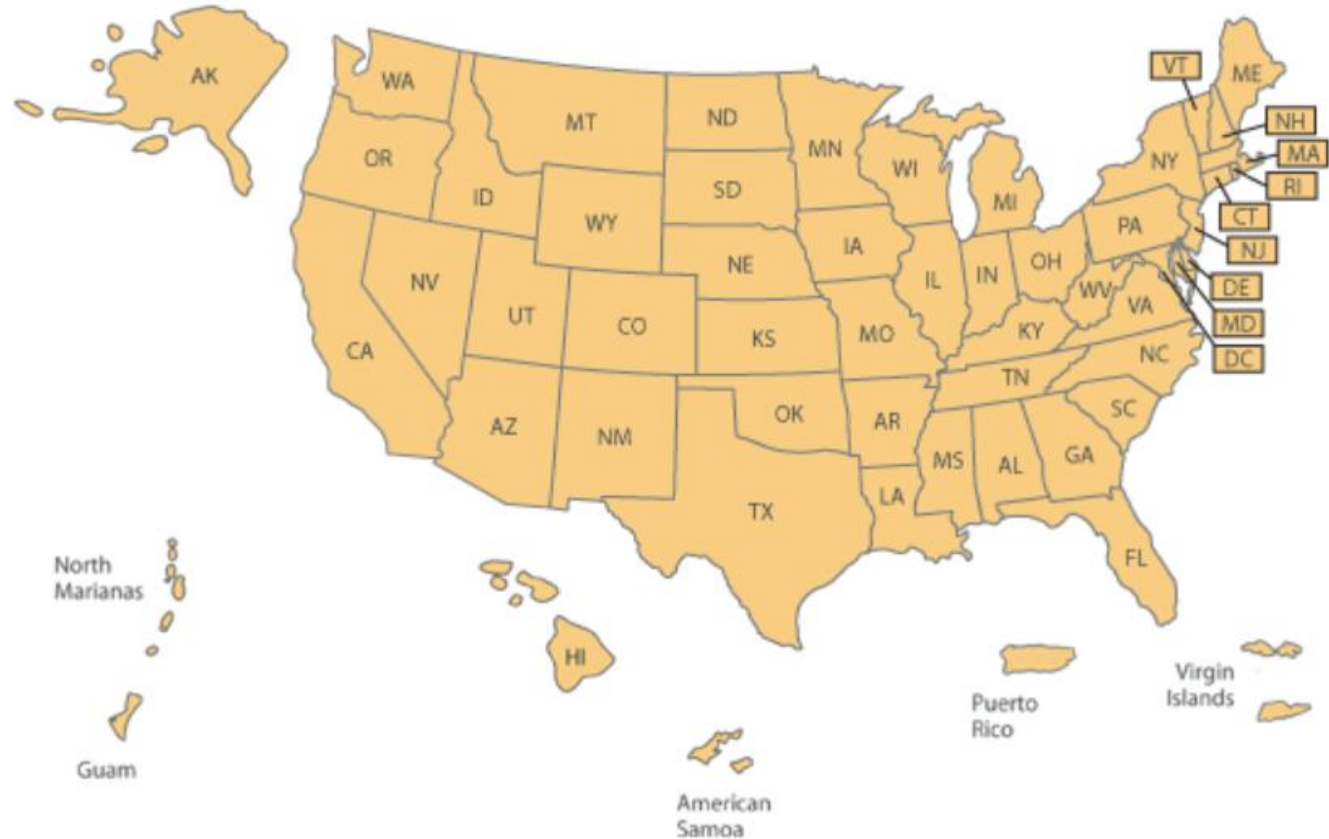 AK
WA
MT
ND
MN
VT
ME
NH
MA
RI
CT
NJ
DE
MD
DC
OR
ID
WY
SD
WI
MI
NY
PA
NV
UT
CO
NE
IA
IL
IN
OH
WV
VA
CA
KS
MO
KY
NC
TN
SC
AZ
NM
OK
AR
MS
AL
GA
TX
LA
FL
HI
North
Marianas
Guam
American
Samoa
Puerto
Rico
Virgin
Islands